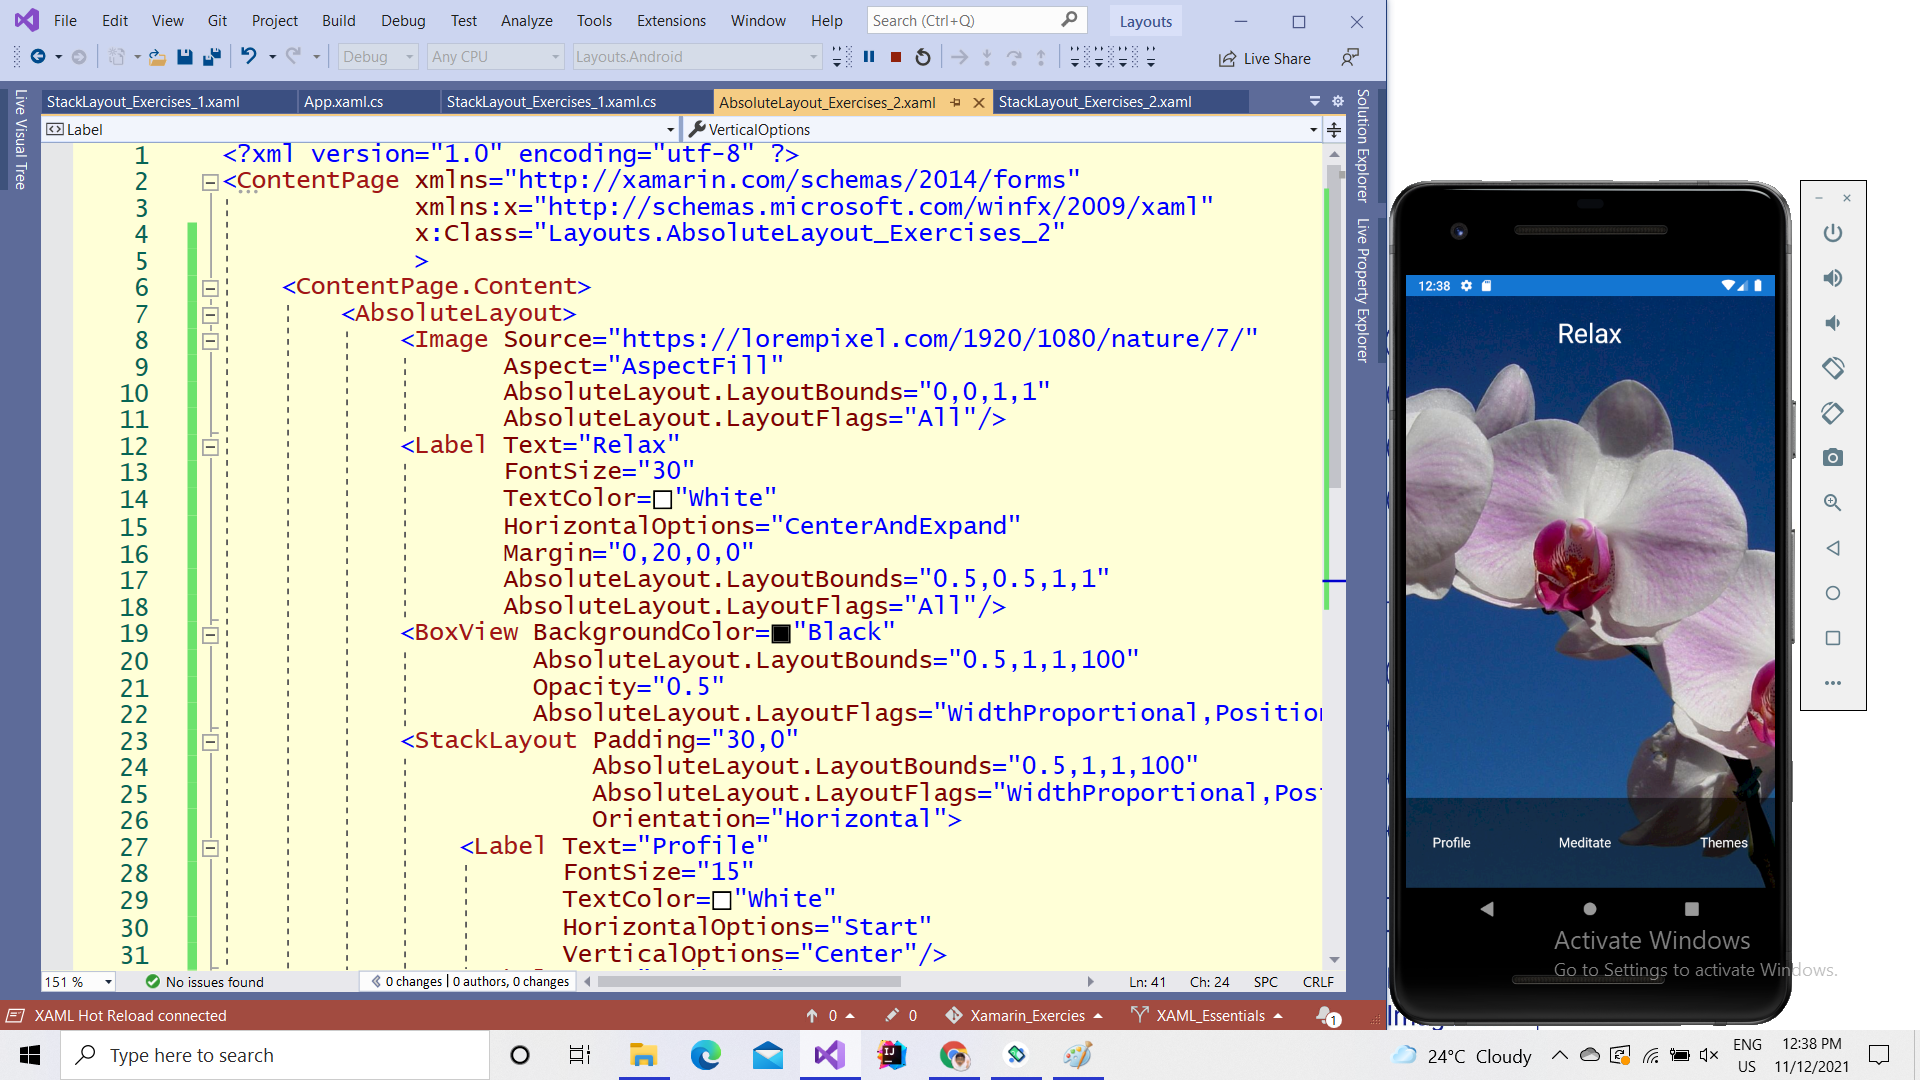 File Edit View Git Project Build Debug Test Analyze Tools Extensions Window Help Search (Ctrl+Q) Layouts
Debug Any CPU Layouts.Android Live Share
StackLayout_Exercises_1.xaml App.xaml.cs StackLayout_Exercises_1.xaml.cs AbsoluteLayout_Exercises_2.xaml StackLayout_Exercises_2.xaml
Live Visual Tree
Solution Explorer
Live Property Explorer
Label VerticalOptions
1 <?xml version="1.0" encoding="utf-8" ?>
2 <ContentPage xmlns="http://xamarin.com/schemas/2014/forms"
3 xmlns:x="http://schemas.microsoft.com/winfx/2009/xaml"
4 x:Class="Layouts.AbsoluteLayout_Exercises_2"
5 >
6 <ContentPage.Content>
7 <AbsoluteLayout>
8 <Image Source="https://lorempixel.com/1920/1080/nature/7/"
9 Aspect="AspectFill"
10 AbsoluteLayout.LayoutBounds="0,0,1,1"
11 AbsoluteLayout.LayoutFlags="All"/>
12 <Label Text="Relax"
13 FontSize="30"
14 TextColor="White"
15 HorizontalOptions="CenterAndExpand"
16 Margin="0,20,0,0"
17 AbsoluteLayout.LayoutBounds="0.5,0.5,1,1"
18 AbsoluteLayout.LayoutFlags="All"/>
19 <BoxView BackgroundColor="Black"
20 AbsoluteLayout.LayoutBounds="0.5,1,1,100"
21 Opacity="0.5"
22 AbsoluteLayout.LayoutFlags="WidthProportional,Position
23 <StackLayout Padding="30,0"
24 AbsoluteLayout.LayoutBounds="0.5,1,1,100"
25 AbsoluteLayout.LayoutFlags="WidthProportional,Posi
26 Orientation="Horizontal">
27 <Label Text="Profile"
28 FontSize="15"
29 TextColor="White"
30 HorizontalOptions="Start"
31 VerticalOptions="Center"/>
151 % No issues found 0 changes | 0 authors, 0 changes Ln: 41 Ch: 24 SPC CRLF
XAML Hot Reload connected 0 0 Xamarin_Exercies XAML_Essentials 1
12:38
Relax
Profile Meditate Themes
Activate Windows
Go to Settings to activate Windows.
Type here to search
24°C Cloudy
ENG
US
12:38 PM
11/12/2021